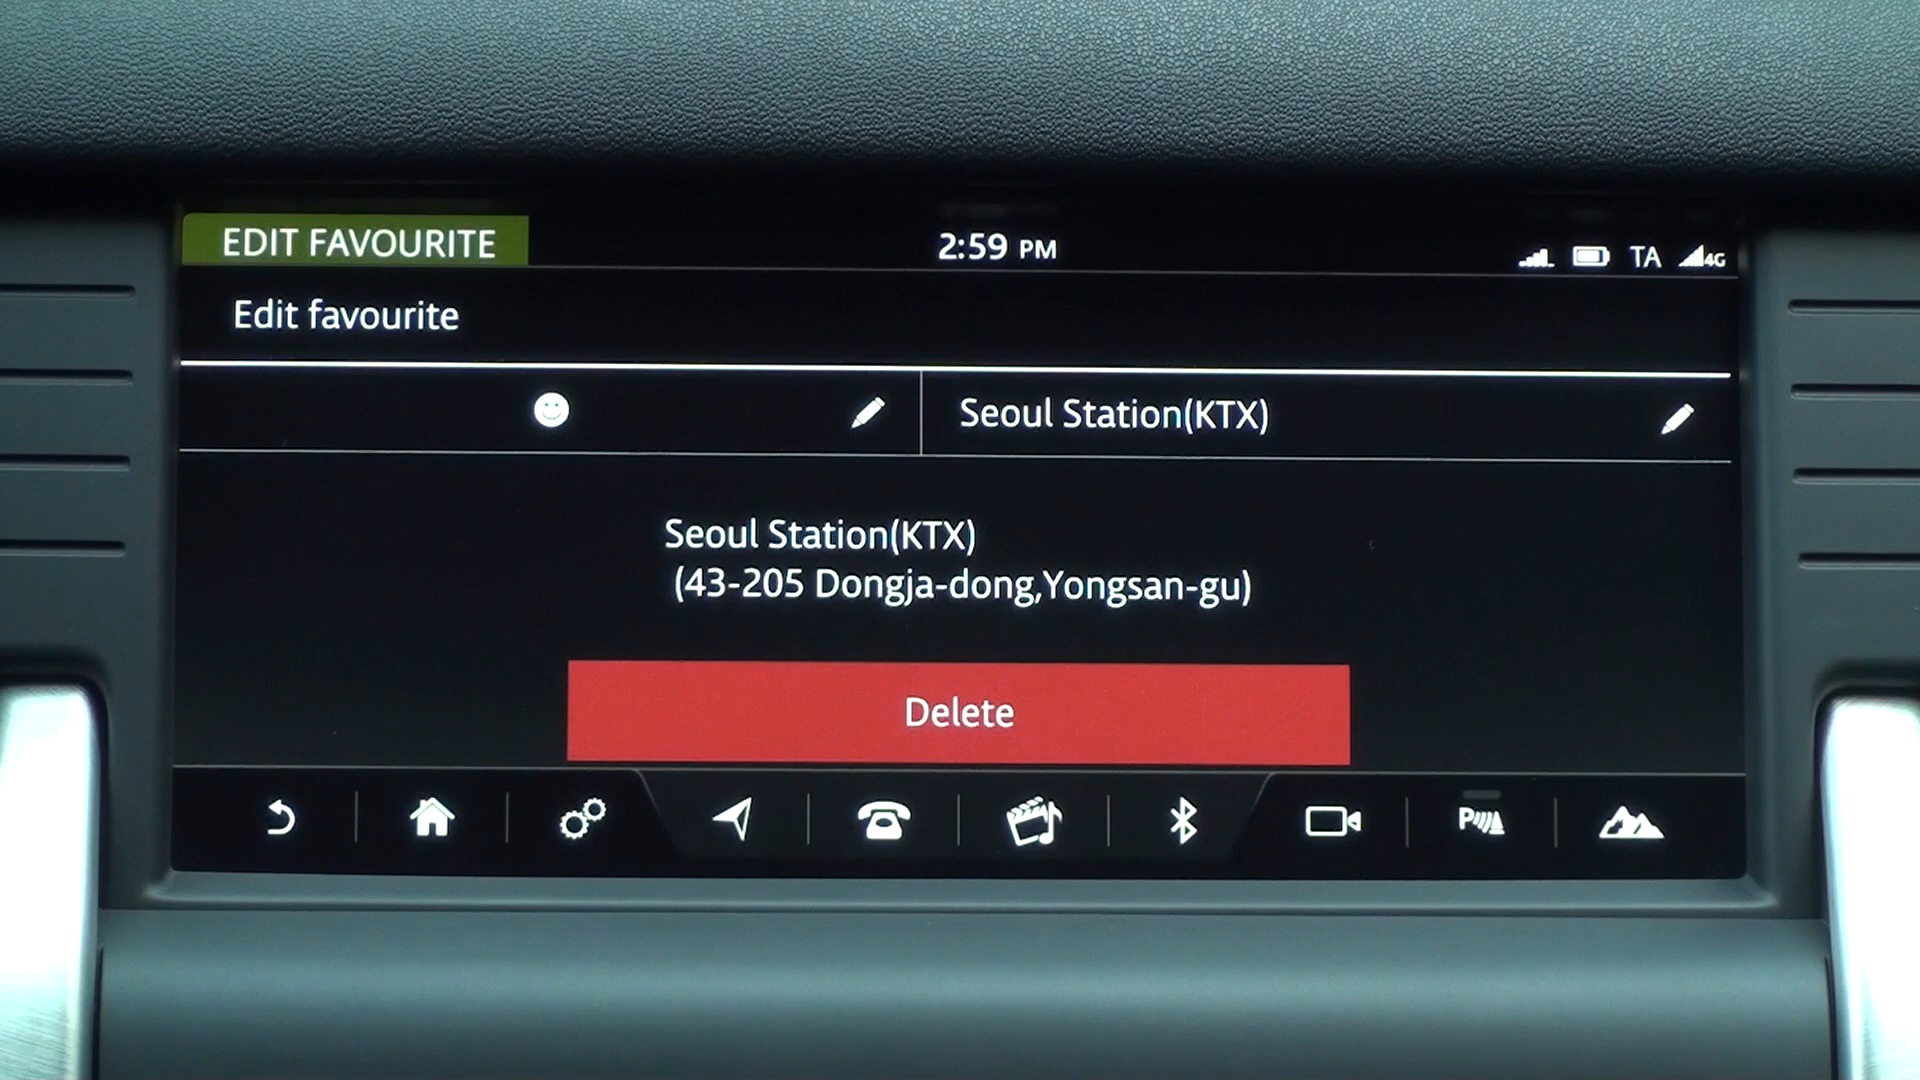 EDIT FAVOURITE
2:59 PM
TA
4G
Edit favourite
Seoul Station(KTX)
Seoul Station(KTX)
(43-205 Dongja-dong,Yongsan-gu)
Delete
P